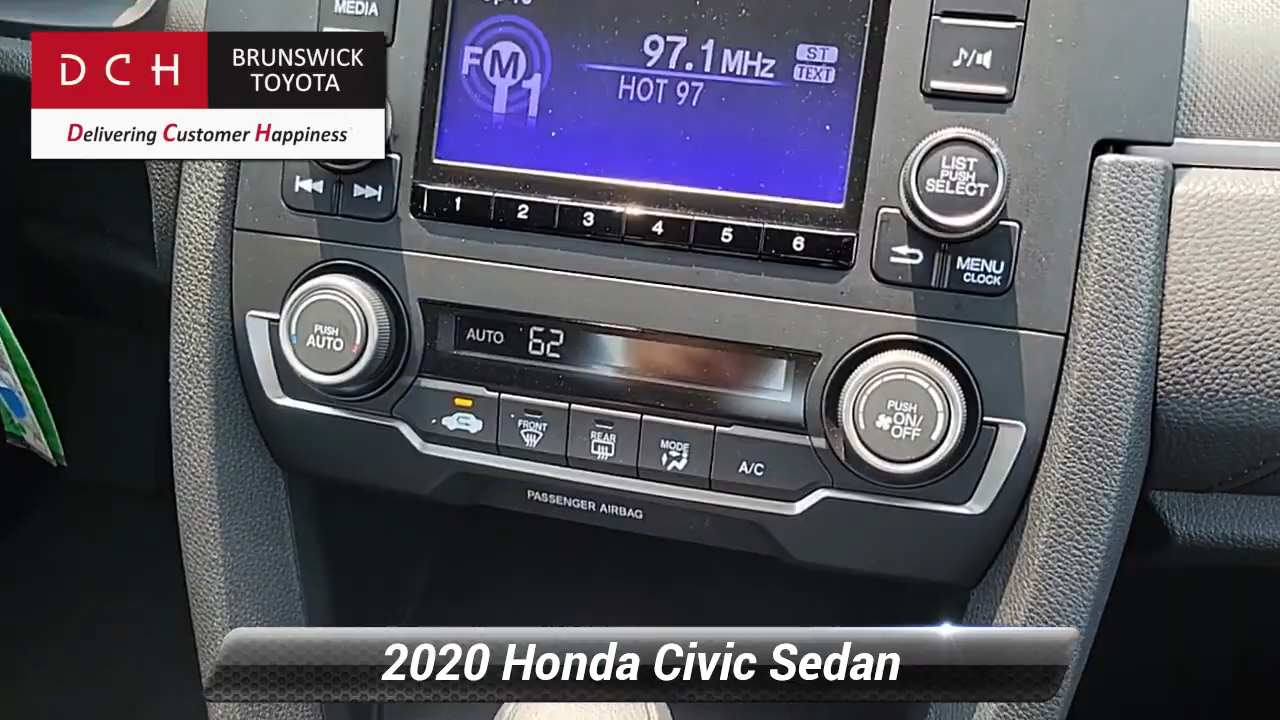 MEDIA
DCH
BRUNSWICK
TOYOTA
Delivering Customer Happiness
FM
1
97.1 MHz
ST
TEXT
HOT 97
LIST
PUSH
SELECT
1 2 3 4 5 6
MENU
CLOCK
PUSH
AUTO
AUTO 62
PUSH
ON/
OFF
FRONT
REAR
MODE
A/C
PASSENGER AIRBAG
2020 Honda Civic Sedan